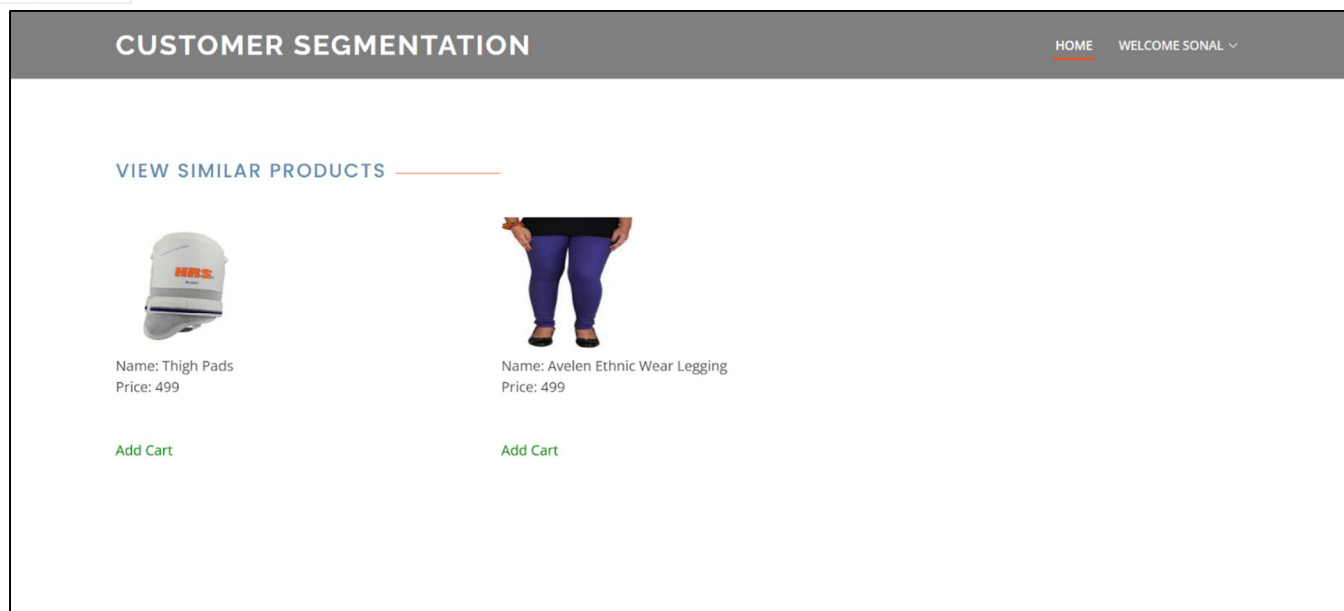 CUSTOMER SEGMENTATION
HOME
WELCOME SONAL
VIEW SIMILAR PRODUCTS
HRS
Name: Thigh Pads
Price: 499
Add Cart
Name: Avelen Ethnic Wear Legging
Price: 499
Add Cart